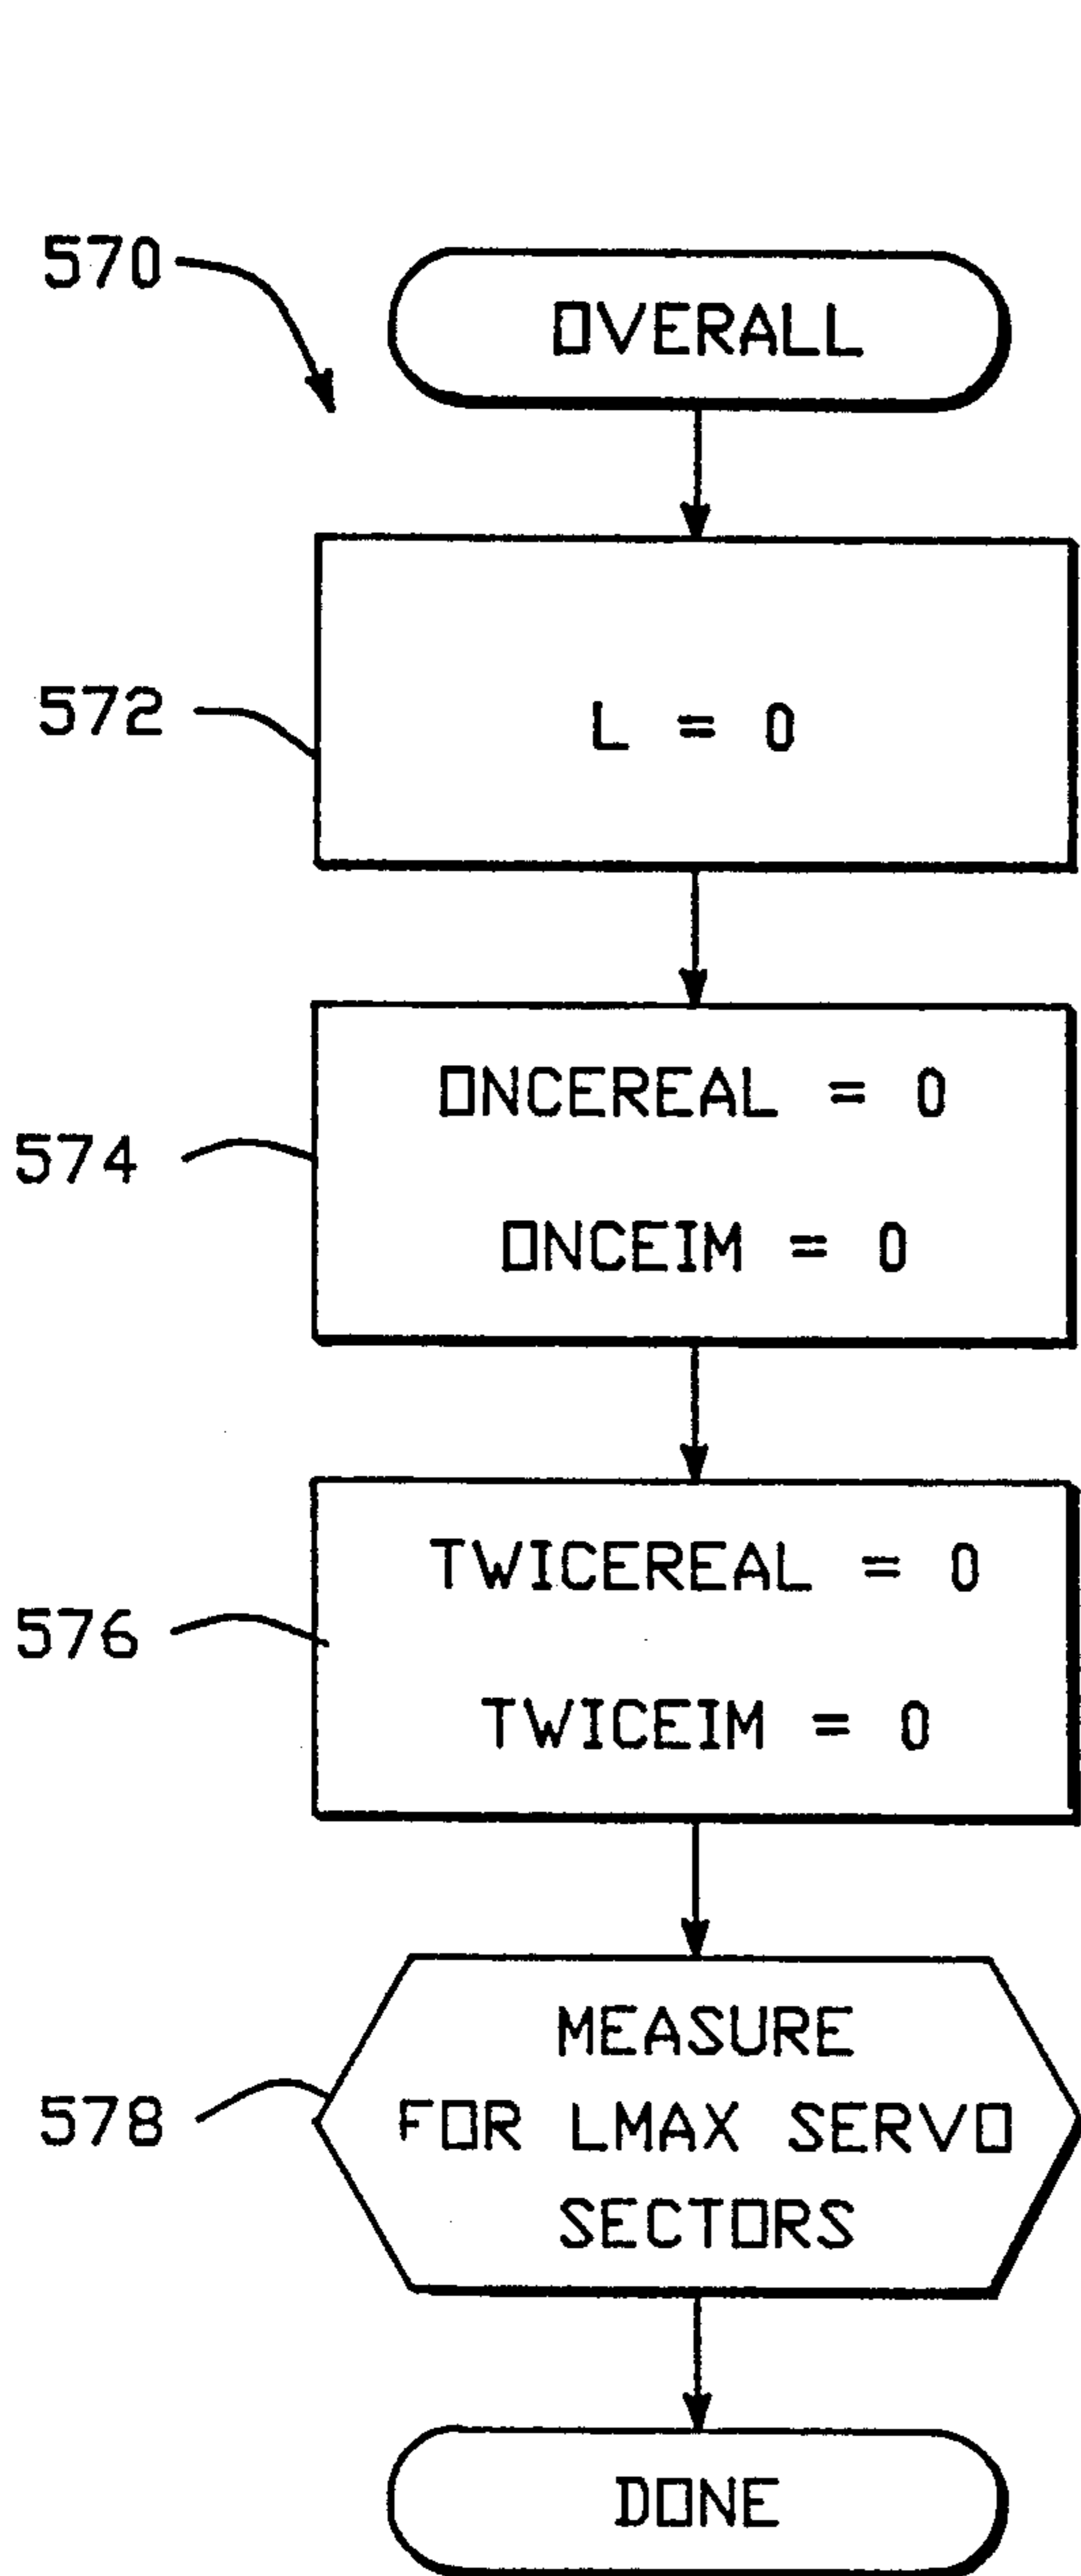 570
OVERALL
572
L = 0
574
ONCEREAL = 0
ONCEIM = 0
576
TWICEREAL = 0
TWICEIM = 0
578
MEASURE
FOR LMAX SERVO
SECTORS
DONE